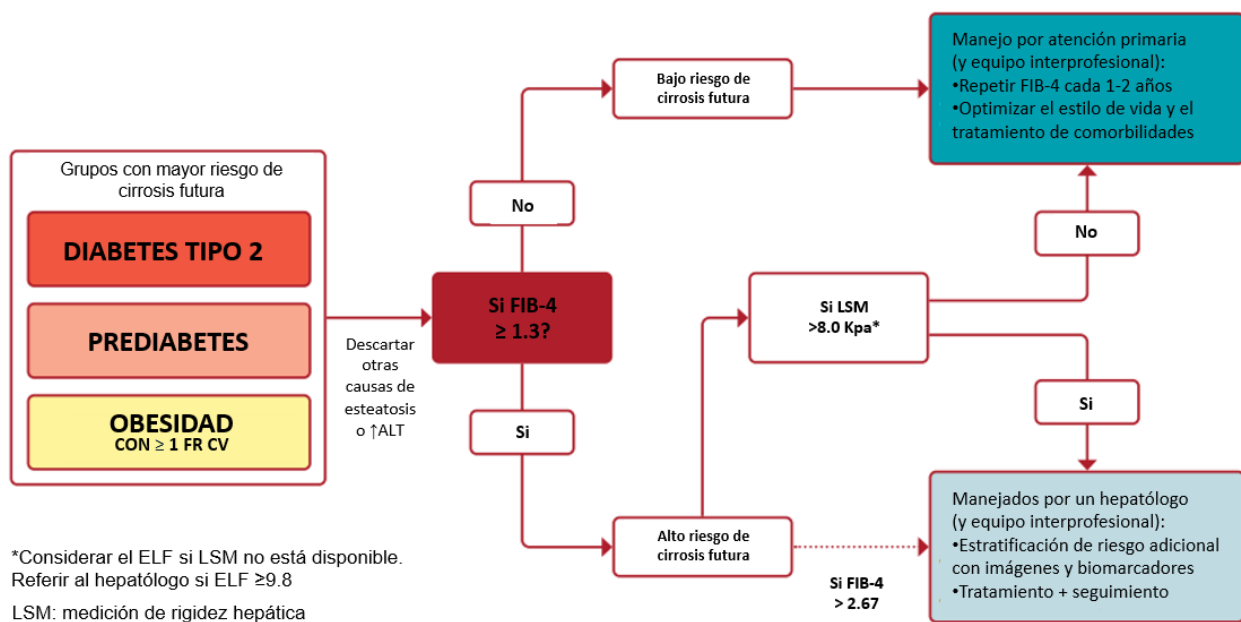 Grupos con mayor riesgo de
cirrosis futura
DIABETES TIPO 2
PREDIABETES
OBESIDAD
CON ≥ 1 FR CV
Descartar
otras
causas de
esteatosis
o ↑ALT
Si FIB-4
≥ 1.3?
No
Si
Bajo riesgo de
cirrosis futura
Alto riesgo de
cirrosis futura
Si LSM
>8.0 Kpa*
No
Si
Si FIB-4
> 2.67
Manejo por atención primaria
(y equipo interprofesional):
•Repetir FIB-4 cada 1-2 años
•Optimizar el estilo de vida y el
tratamiento de comorbilidades
Manejados por un hepatólogo
(y equipo interprofesional):
•Estratificación de riesgo adicional
con imágenes y biomarcadores
•Tratamiento + seguimiento
*Considerar el ELF si LSM no está disponible.
Referir al hepatólogo si ELF ≥9.8
LSM: medición de rigidez hepática